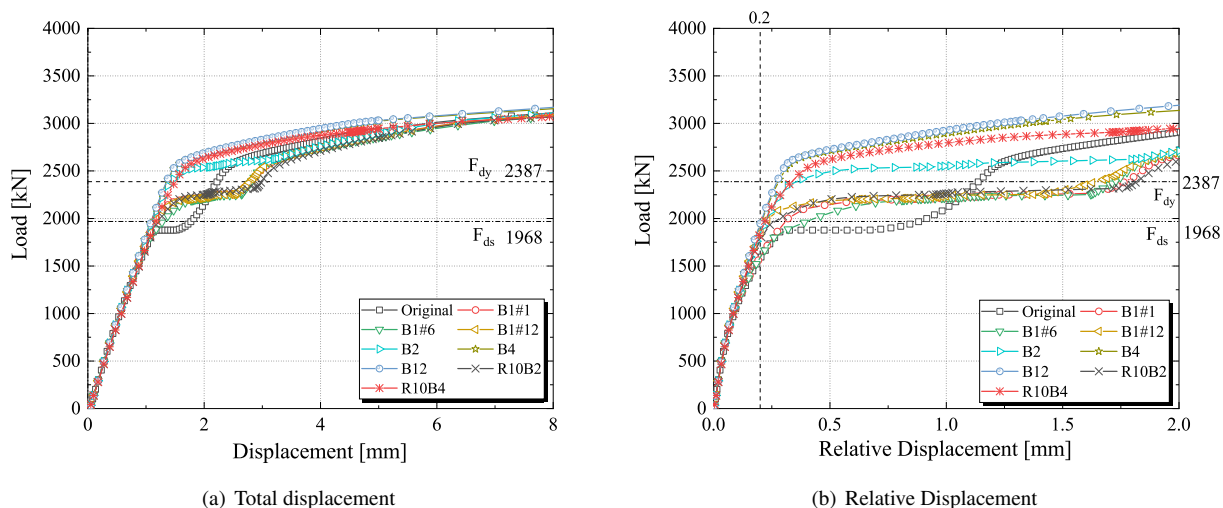 4000
3500
3000
2500
2000
1500
1000
500
0
Load [kN]
F_dy 2387
F_ds 1968
Original
B1#1
B1#6
B1#12
B2
B4
B12
R10B2
R10B4
0 2 4 6 8
Displacement [mm]
(a) Total displacement
0.2
4000
3500
3000
2500
2000
1500
1000
500
0
Load [kN]
2387
F_dy
F_ds 1968
Original
B1#1
B1#6
B1#12
B2
B4
B12
R10B2
R10B4
0.0 0.5 1.0 1.5 2.0
Relative Displacement [mm]
(b) Relative Displacement